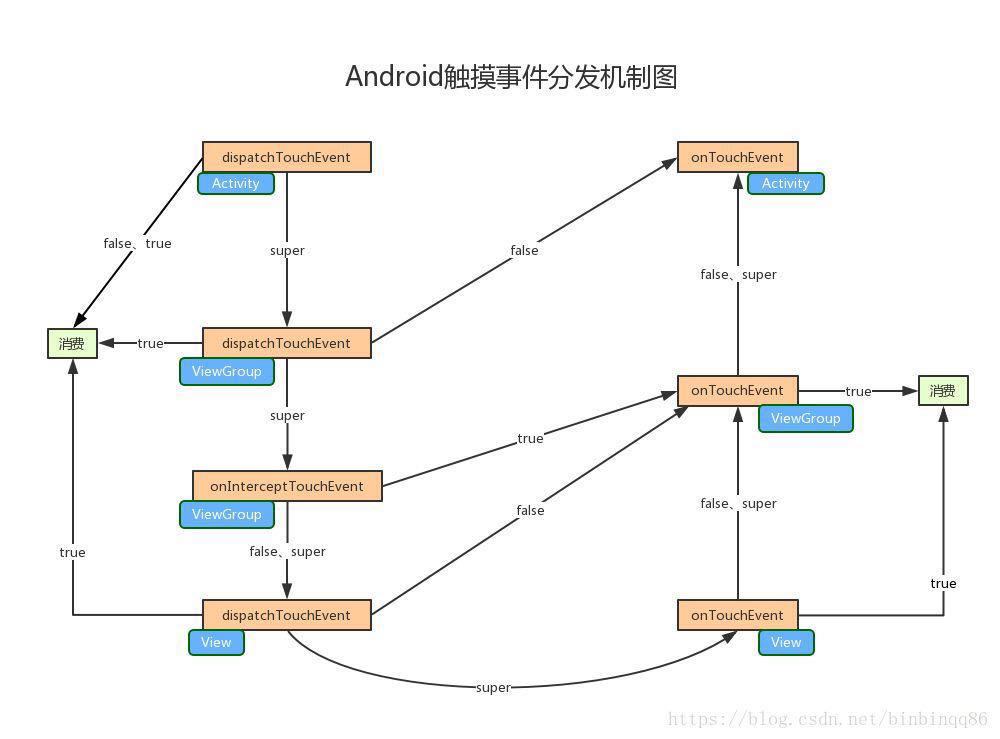 Android触摸事件分发机制图
dispatchTouchEvent
Activity
onTouchEvent
Activity
false、true
super
false
false、super
消费
true
dispatchTouchEvent
ViewGroup
super
onTouchEvent
ViewGroup
true
消费
true
onInterceptTouchEvent
ViewGroup
false
false、super
false、super
true
true
dispatchTouchEvent
View
onTouchEvent
View
super
https://blog.csdn.net/binbinqq86